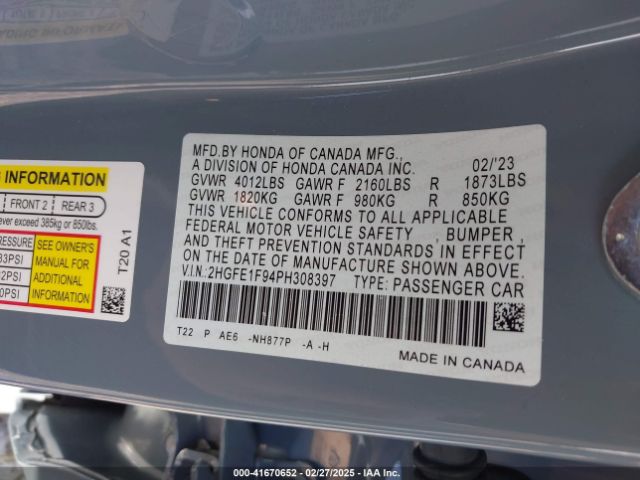 MFD.BY HONDA OF CANADA MFG.,
A DIVISION OF HONDA CANADA INC. 02/'23
GVWR 4012LBS GAWR F 2160LBS R 1873LBS
GVWR 1820KG GAWR F 980KG R 850KG
THIS VEHICLE CONFORMS TO ALL APPLICABLE
FEDERAL MOTOR VEHICLE SAFETY , BUMPER ,
AND THEFT PREVENTION STANDARDS IN EFFECT
ON THE DATE OF MANUFACTURE SHOWN ABOVE.
V.I.N.:2HGFE1F94PH308397 TYPE: PASSENGER CAR
T22 P AE6 -NH877P -A -H
MADE IN CANADA
INFORMATION
FRONT 2 REAR 3
ever exceed 385kg or 850lbs.
PRESSURE
SEE OWNER'S
MANUAL FOR
ADDITIONAL
INFORMATION
T20 A1
000-41670652 – 02/27/2025 – IAA Inc.